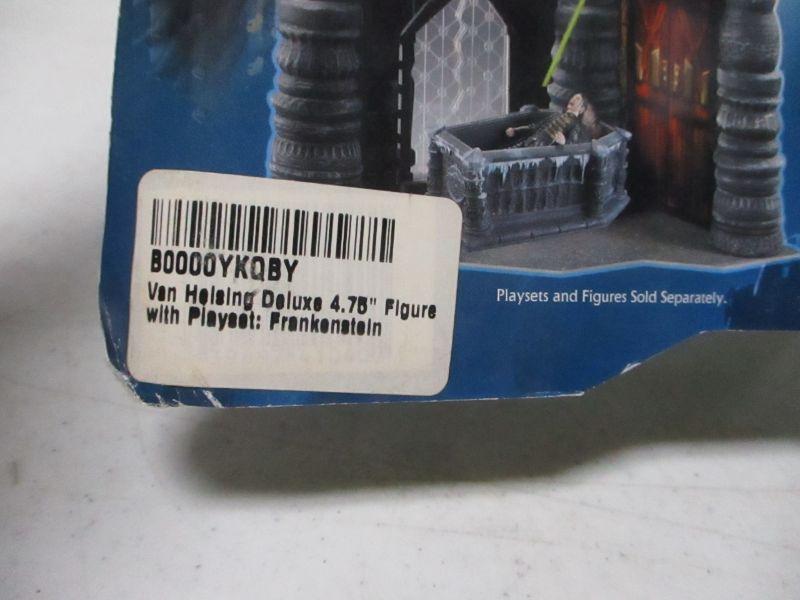 B0000YKQBY
Van Helsing Deluxe 4.75" Figure
with Playset: Frankenstein
Playsets and Figures Sold Separately.